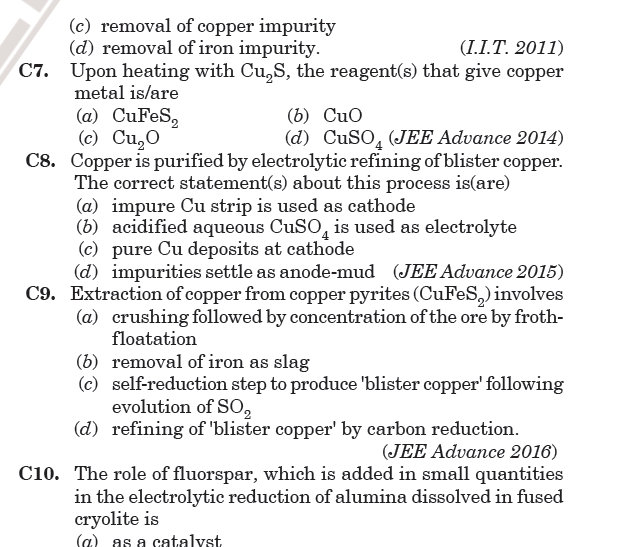 (c) removal of copper impurity
(d) removal of iron impurity. (I.I.T. 2011)
C7. Upon heating with Cu₂S, the reagent(s) that give copper
metal is/are
(a) CuFeS₂ (b) CuO
(c) Cu₂O (d) CuSO₄ (JEE Advance 2014)
C8. Copper is purified by electrolytic refining of blister copper.
The correct statement(s) about this process is(are)
(a) impure Cu strip is used as cathode
(b) acidified aqueous CuSO₄ is used as electrolyte
(c) pure Cu deposits at cathode
(d) impurities settle as anode-mud (JEE Advance 2015)
C9. Extraction of copper from copper pyrites (CuFeS₂) involves
(a) crushing followed by concentration of the ore by froth-
floatation
(b) removal of iron as slag
(c) self-reduction step to produce 'blister copper' following
evolution of SO₂
(d) refining of 'blister copper' by carbon reduction.
(JEE Advance 2016)
C10. The role of fluorspar, which is added in small quantities
in the electrolytic reduction of alumina dissolved in fused
cryolite is
(a) as a catalyst